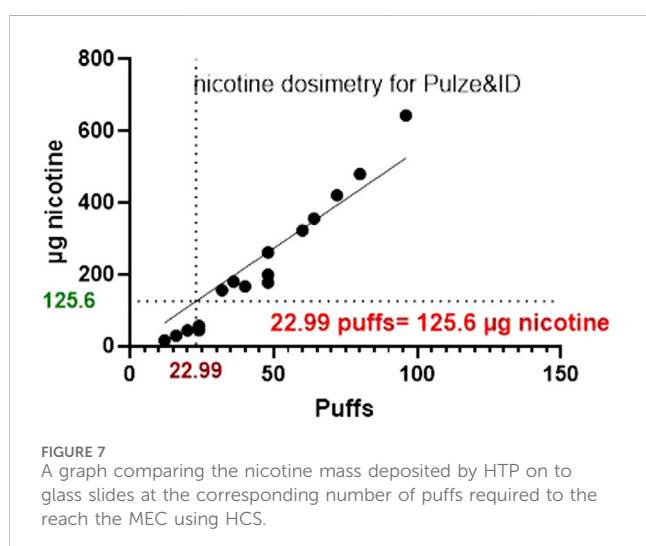 800
nicotine dosimetry for Pulze&ID
600
µg nicotine
400
200
125.6
22.99 puffs= 125.6 µg nicotine
0
0
22.99
50
100
150
Puffs
FIGURE 7
A graph comparing the nicotine mass deposited by HTP on to
glass slides at the corresponding number of puffs required to the
reach the MEC using HCS.